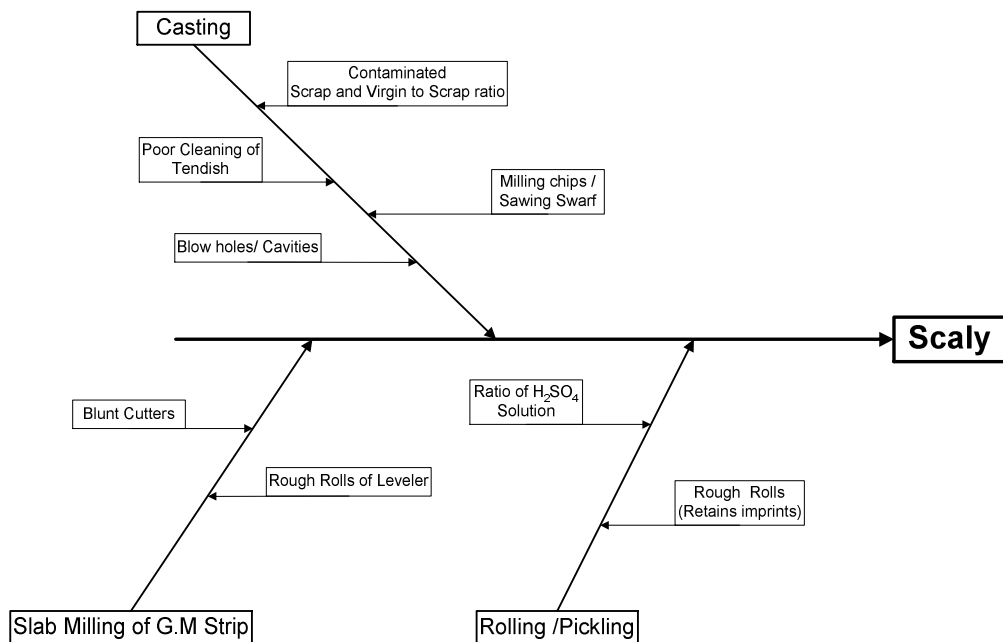 Casting
Contaminated
Scrap and Virgin to Scrap ratio
Poor Cleaning of
Tendish
Milling chips /
Sawing Swarf
Blow holes/ Cavities
Scaly
Ratio of H₂SO₄
Solution
Blunt Cutters
Rough Rolls of Leveler
Rough Rolls
(Retains imprints)
Slab Milling of G.M Strip
Rolling /Pickling